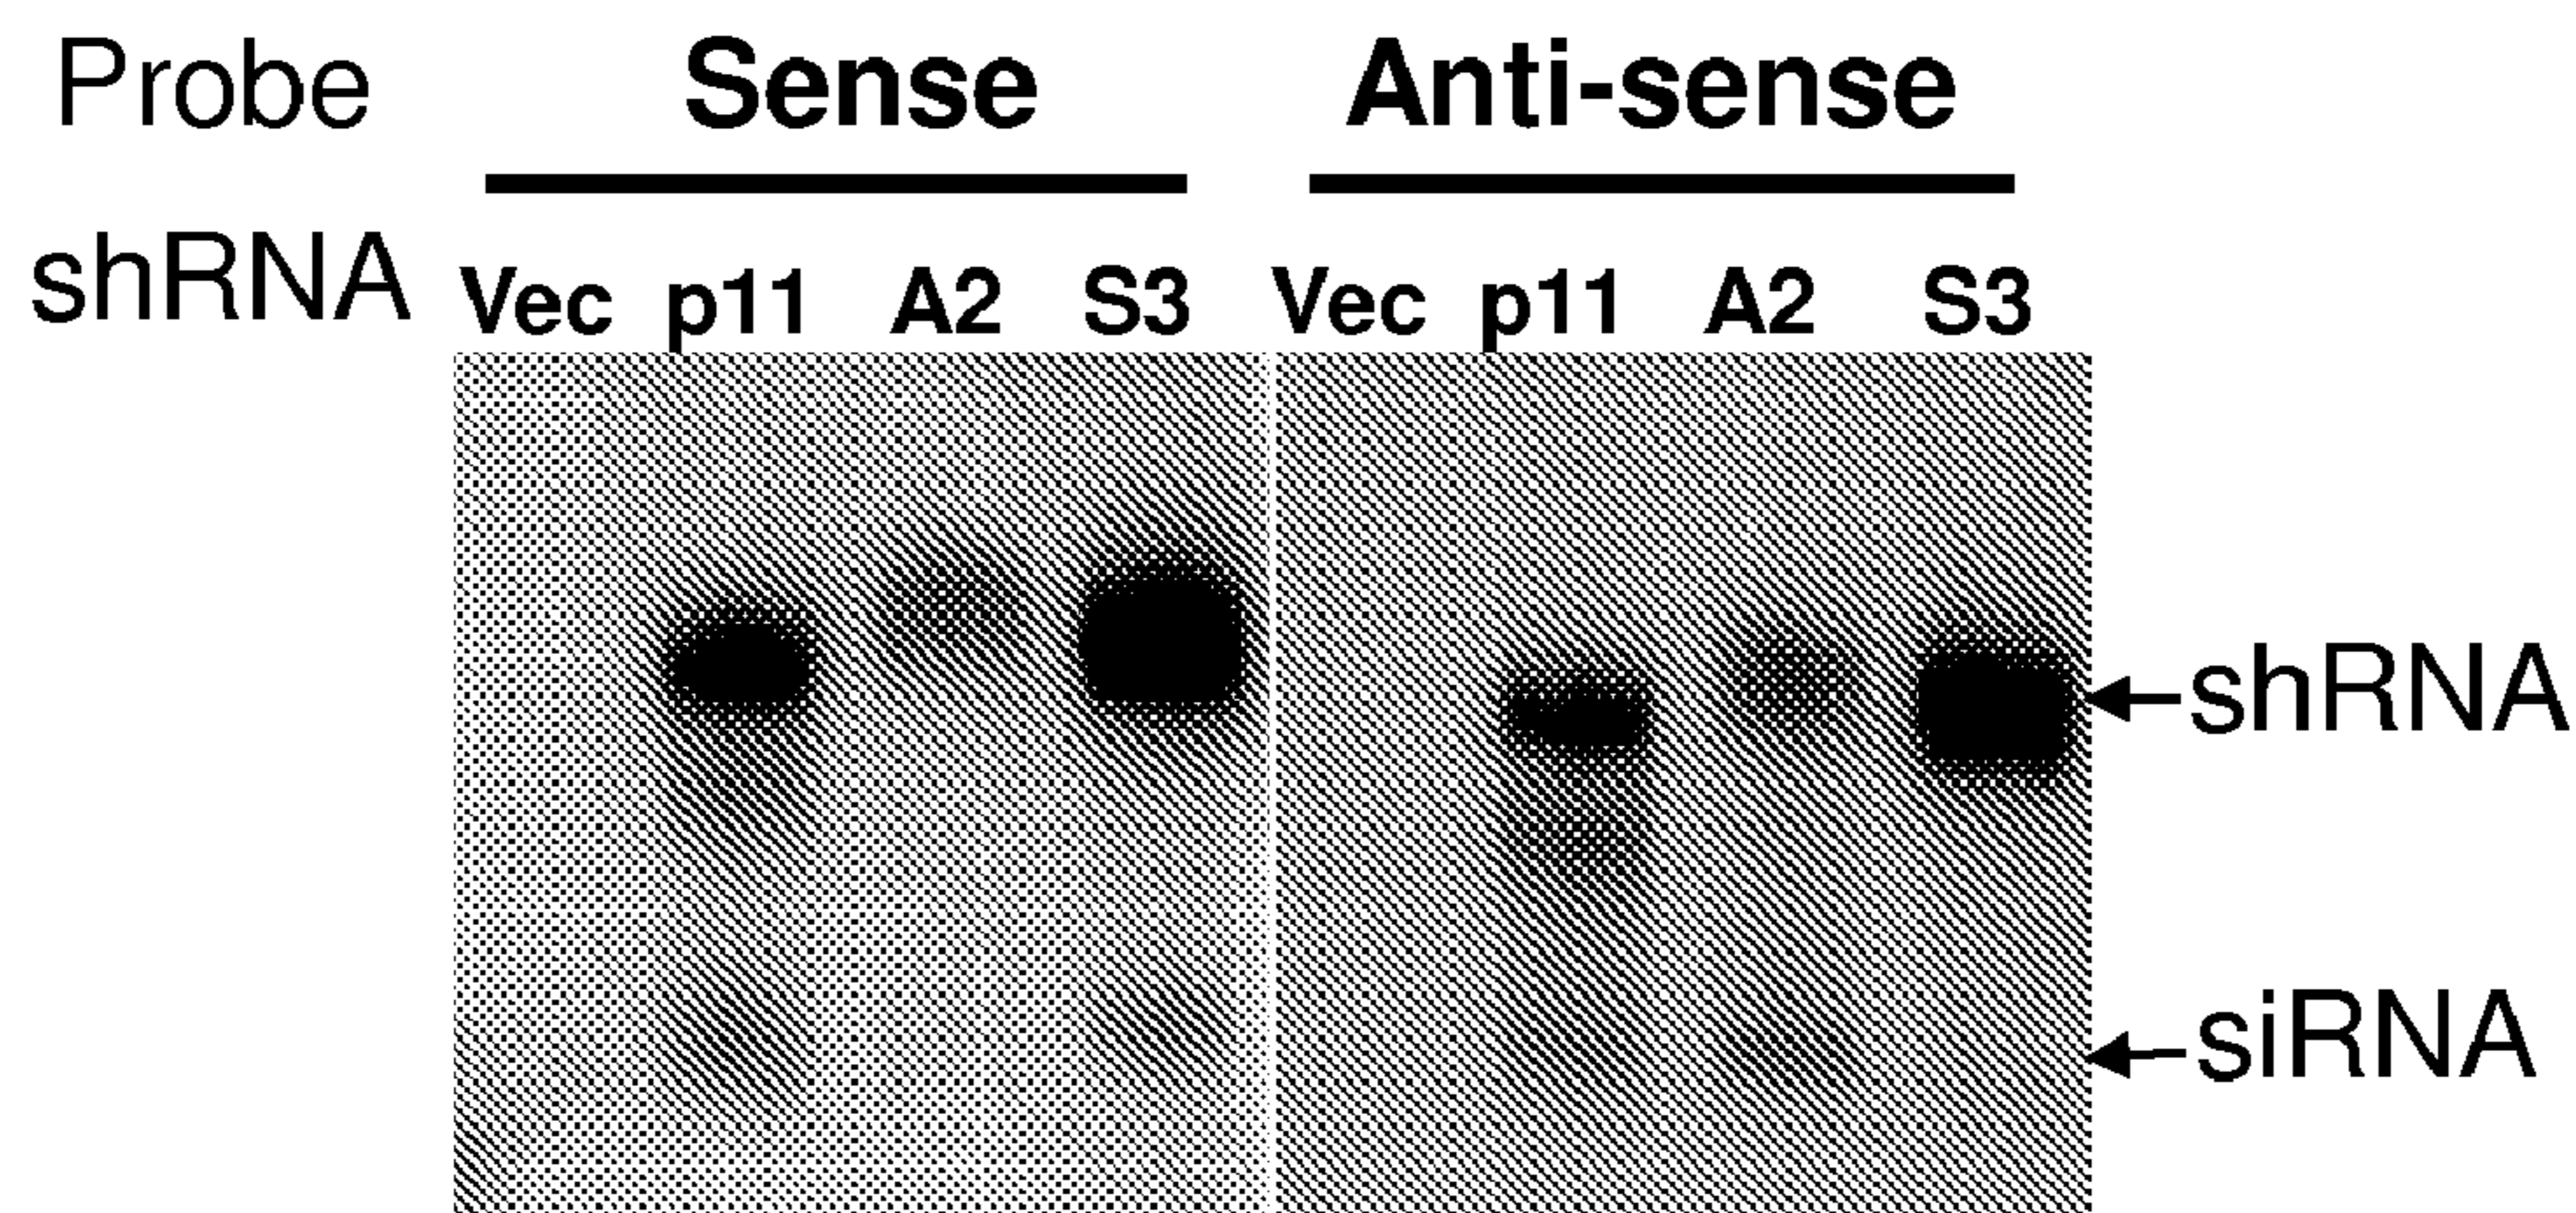 Probe Sense Anti-sense
shRNA Vec p11 A2 S3 Vec p11 A2 S3
shRNA
siRNA